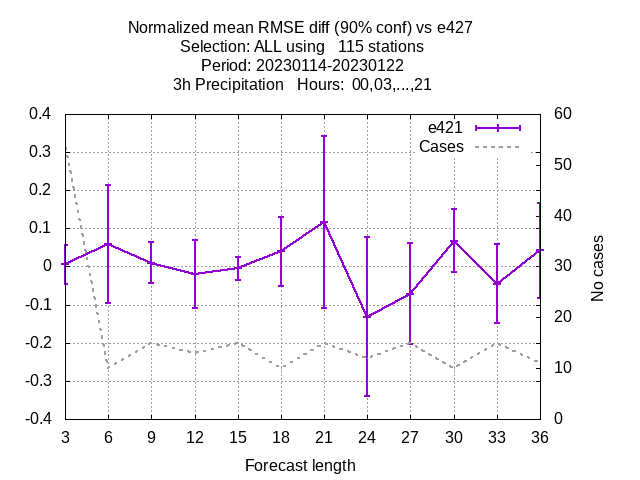 Normalized mean RMSE diff (90% conf) vs e427
Selection: ALL using   115 stations
Period: 20230114-20230122
3h Precipitation   Hours:  00,03,...,21
0.4
0.3
0.2
0.1
0
-0.1
-0.2
-0.3
-0.4
e421
Cases
60
50
40
30
20
10
0
No cases
3 6 9 12 15 18 21 24 27 30 33 36
Forecast length